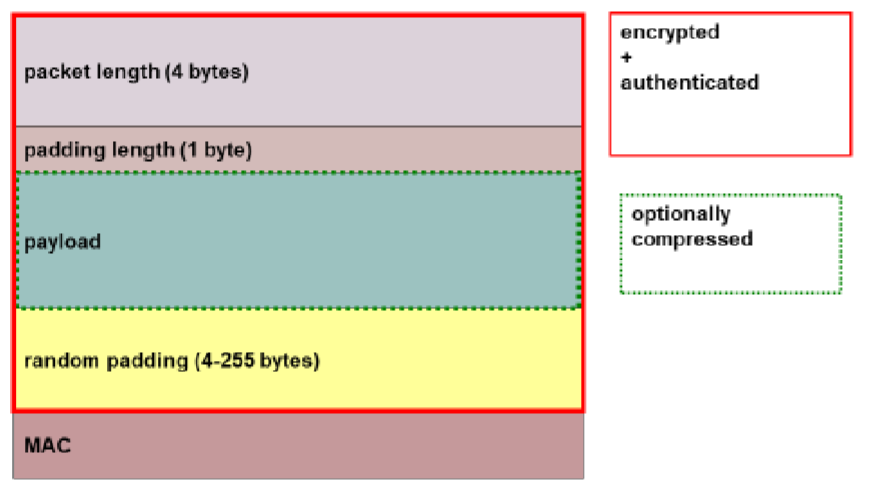 packet length (4 bytes)
padding length (1 byte)
payload
random padding (4-255 bytes)
MAC
encrypted
+
authenticated
optionally
compressed